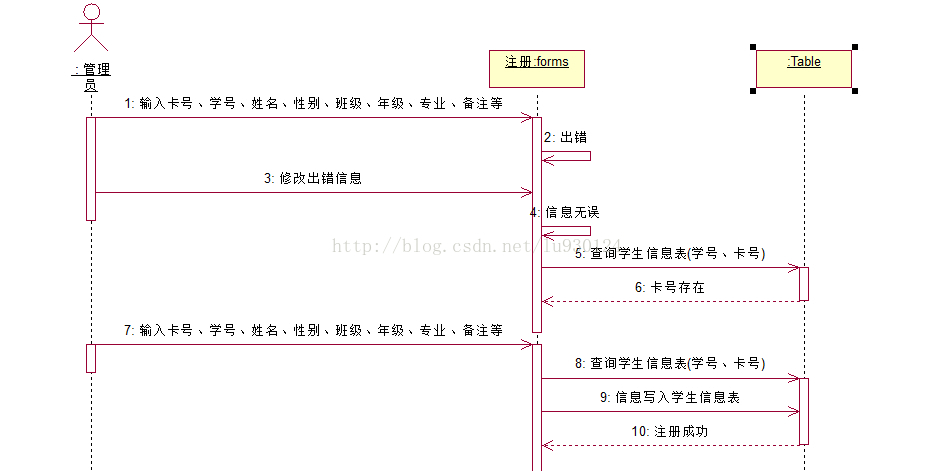 : 管理
员
注册:forms
:Table
1: 输入卡号、学号、姓名、性别、班级、年级、专业、备注等
2: 出错
3: 修改出错信息
4: 信息无误
http://blog.csdn.net/lu930124
5: 查询学生信息表(学号、卡号)
6: 卡号存在
7: 输入卡号、学号、姓名、性别、班级、年级、专业、备注等
8: 查询学生信息表(学号、卡号)
9: 信息写入学生信息表
10: 注册成功